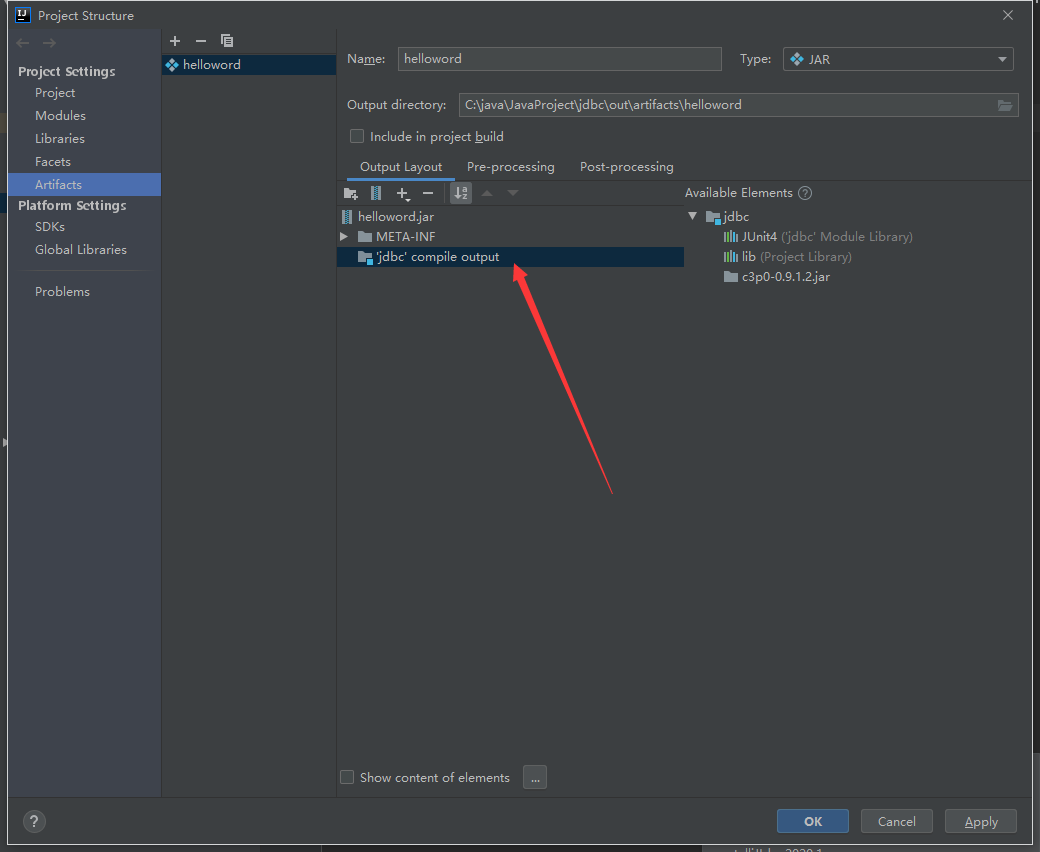 Project Structure
Project Settings
Project
Modules
Libraries
Facets
Artifacts
Platform Settings
SDKs
Global Libraries
Problems
helloword
Name: helloword Type: JAR
Output directory: C:\java\JavaProject\jdbc\out\artifacts\helloword
Include in project build
Output Layout Pre-processing Post-processing
Available Elements ?
helloword.jar
META-INF
'jdbc' compile output
jdbc
JUnit4 ('jdbc' Module Library)
lib (Project Library)
c3p0-0.9.1.2.jar
Show content of elements ...
? OK Cancel Apply